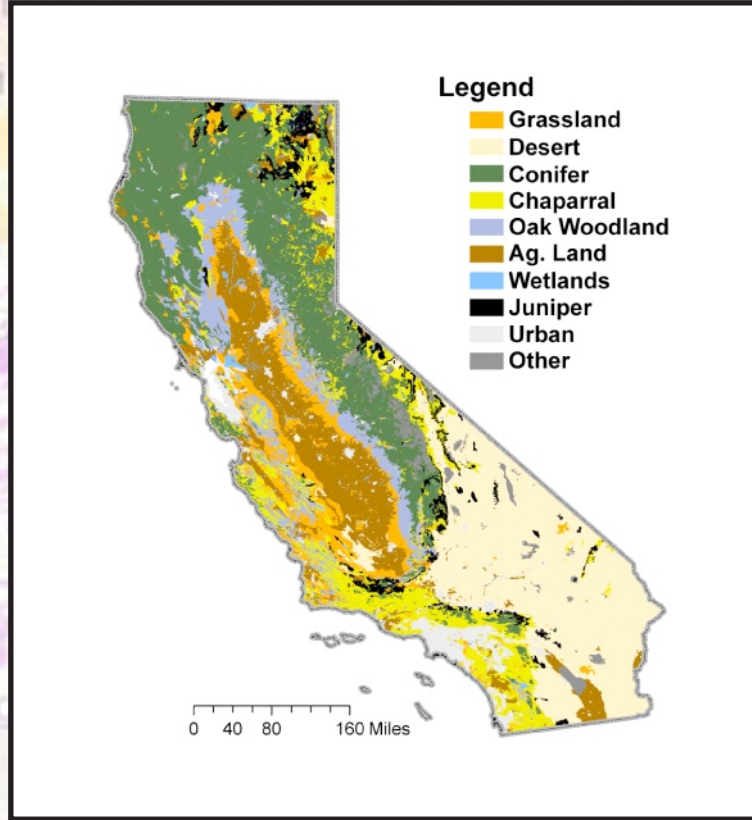 Legend
Grassland
Desert
Conifer
Chaparral
Oak Woodland
Ag. Land
Wetlands
Juniper
Urban
Other
0 40 80 160 Miles